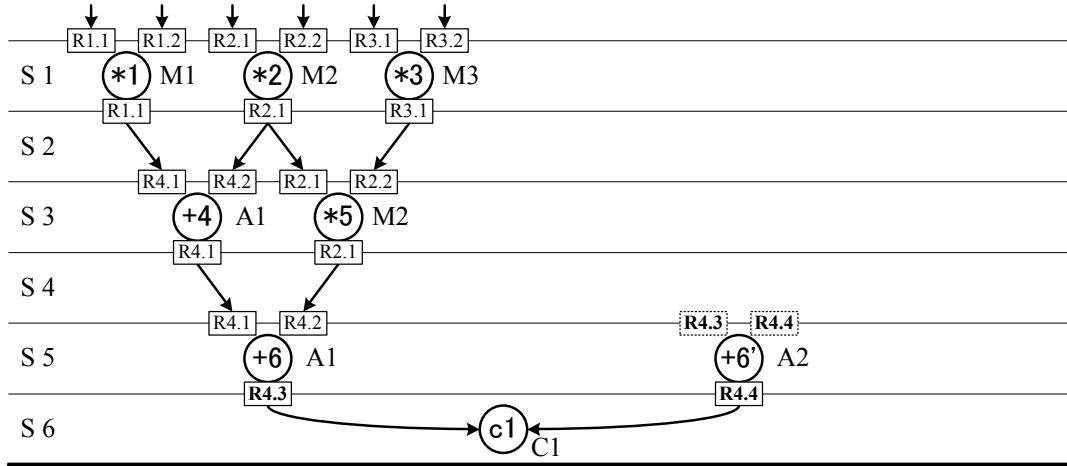 R1.1 R1.2 R2.1 R2.2 R3.1 R3.2
S 1 *1 M1 *2 M2 *3 M3
R1.1 R2.1 R3.1
S 2
R4.1 R4.2 R2.1 R2.2
S 3 +4 A1 *5 M2
R4.1 R2.1
S 4
R4.1 R4.2 R4.3 R4.4
S 5 +6 A1 +6' A2
R4.3 R4.4
S 6 c1 C1